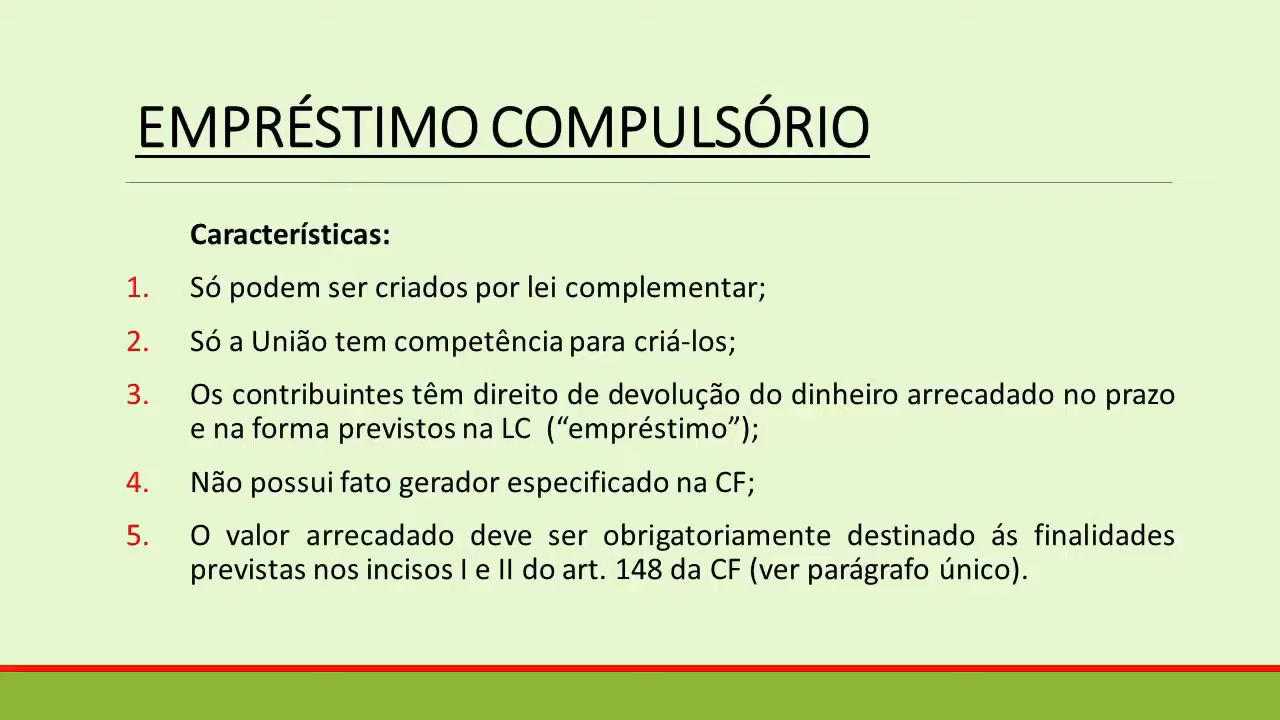 EMPRÉSTIMO COMPULSÓRIO
Características:
1. Só podem ser criados por lei complementar;
2. Só a União tem competência para criá-los;
3. Os contribuintes têm direito de devolução do dinheiro arrecadado no prazo
e na forma previstos na LC (“empréstimo”);
4. Não possui fato gerador especificado na CF;
5. O valor arrecadado deve ser obrigatoriamente destinado ás finalidades
previstas nos incisos I e II do art. 148 da CF (ver parágrafo único).